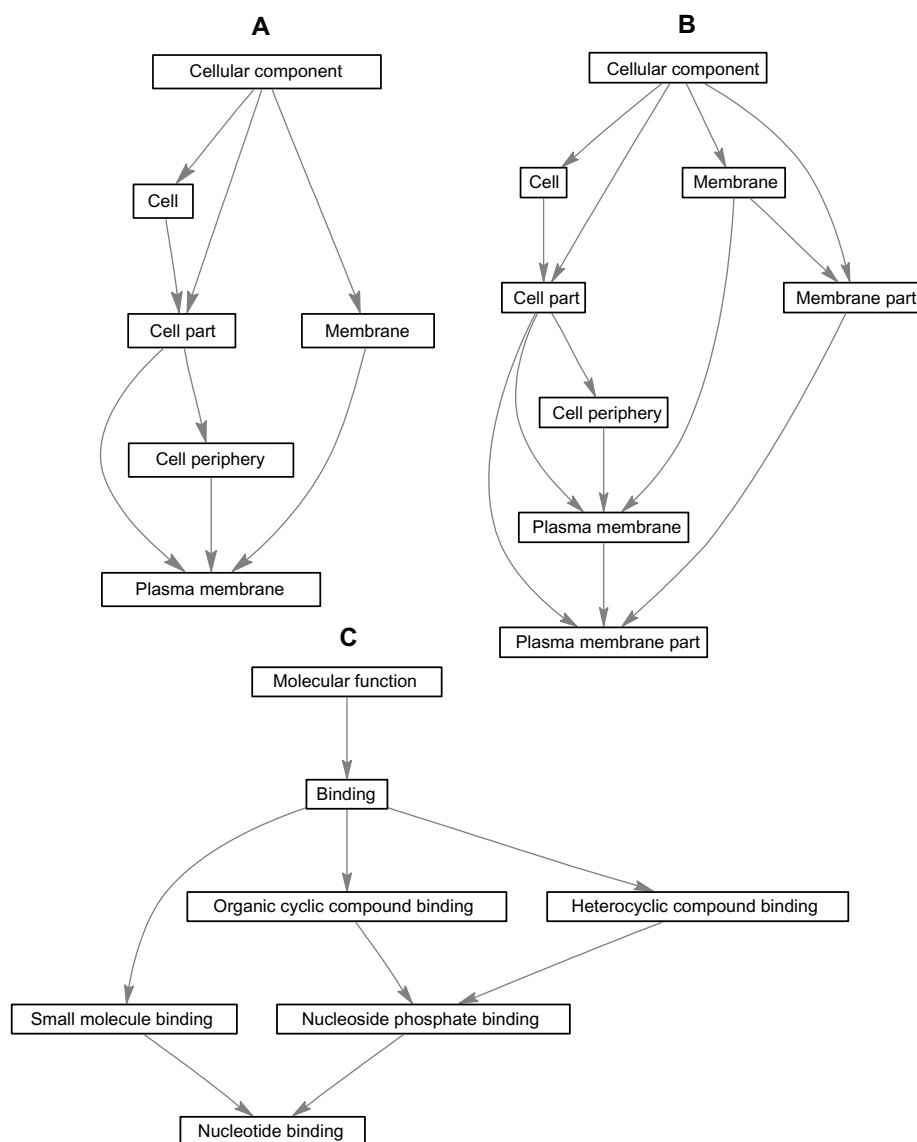 A
Cellular component
Cell
Cell part
Membrane
Cell periphery
Plasma membrane
B
Cellular component
Cell
Membrane
Cell part
Membrane part
Cell periphery
Plasma membrane
Plasma membrane part
C
Molecular function
Binding
Organic cyclic compound binding
Heterocyclic compound binding
Small molecule binding
Nucleoside phosphate binding
Nucleotide binding